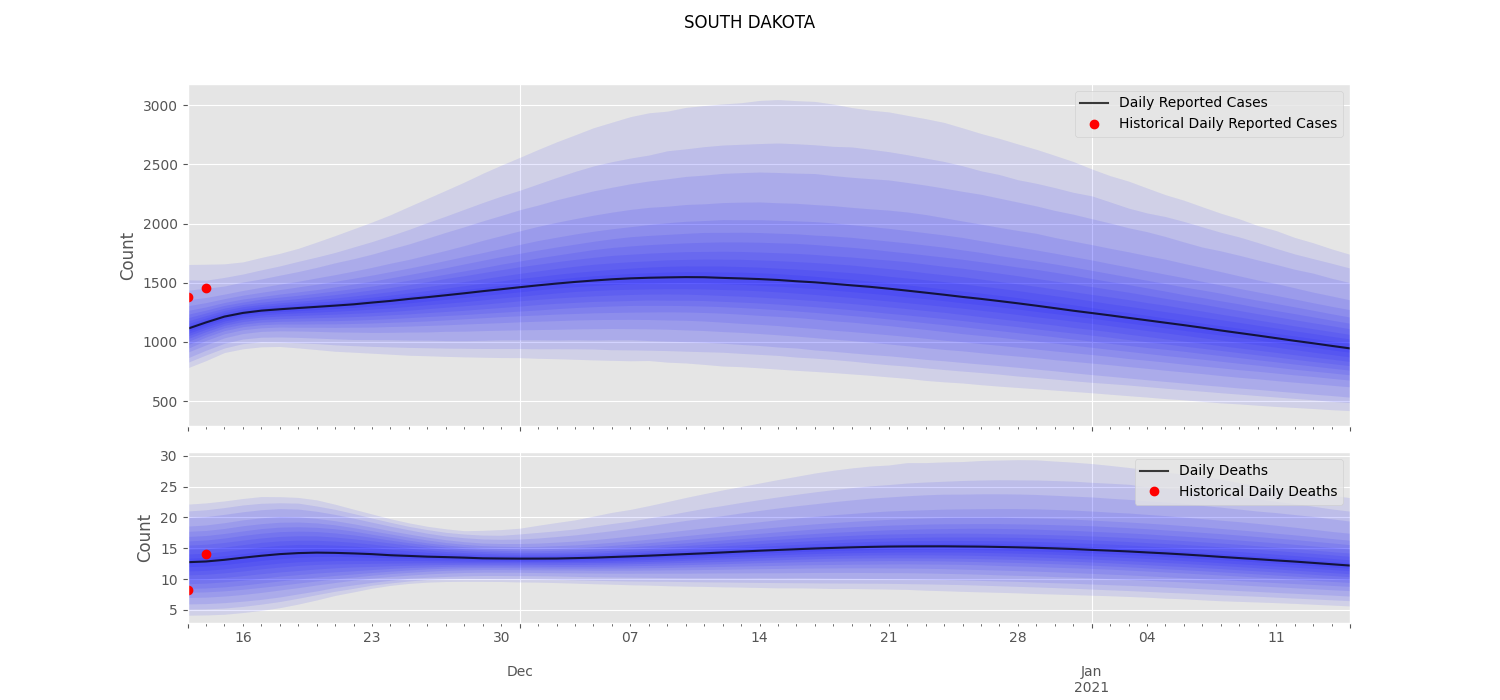 SOUTH DAKOTA
Count
3000
2500
2000
1500
1000
500
Daily Reported Cases
Historical Daily Reported Cases
Count
30
25
20
15
10
5
Daily Deaths
Historical Daily Deaths
16 23 30 07 14 21 28 04 11
Dec Jan
2021